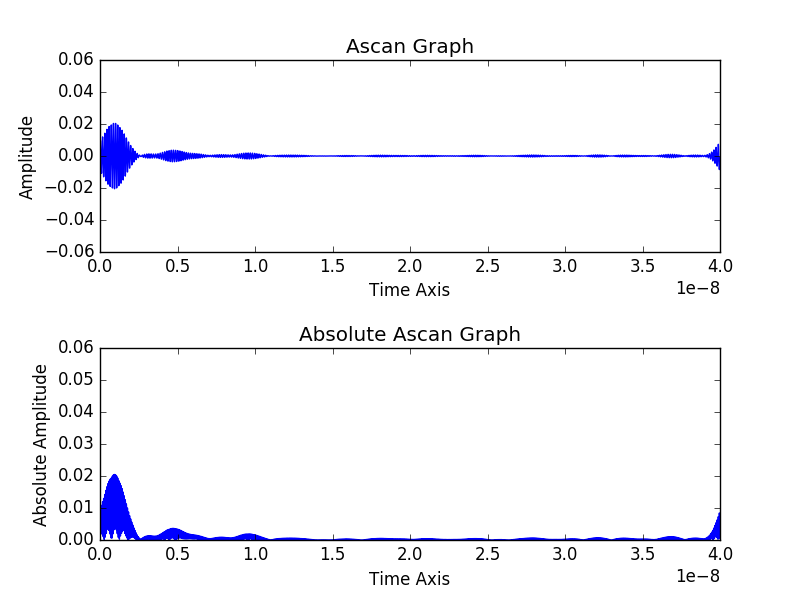 Ascan Graph
0.06
0.04
0.02
0.00
−0.02
−0.04
−0.06
Amplitude
0.0 0.5 1.0 1.5 2.0 2.5 3.0 3.5 4.0
Time Axis
1e−8
Absolute Ascan Graph
0.06
0.05
0.04
0.03
0.02
0.01
0.00
Absolute Amplitude
0.0 0.5 1.0 1.5 2.0 2.5 3.0 3.5 4.0
Time Axis
1e−8